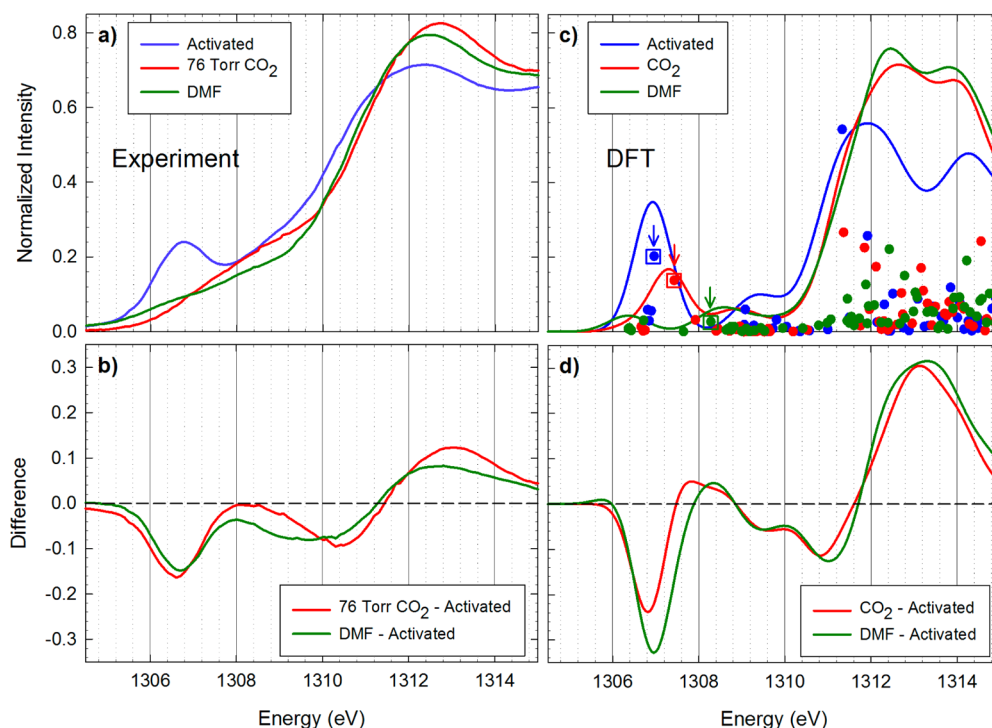 a)
Activated
76 Torr CO2
DMF
Experiment
Normalized Intensity
0.8
0.6
0.4
0.2
0.0
c)
Activated
CO2
DMF
DFT
b)
Difference
0.3
0.2
0.1
0.0
-0.1
-0.2
-0.3
76 Torr CO2 - Activated
DMF - Activated
1306 1308 1310 1312 1314
Energy (eV)
d)
CO2 - Activated
DMF - Activated
1306 1308 1310 1312 1314
Energy (eV)